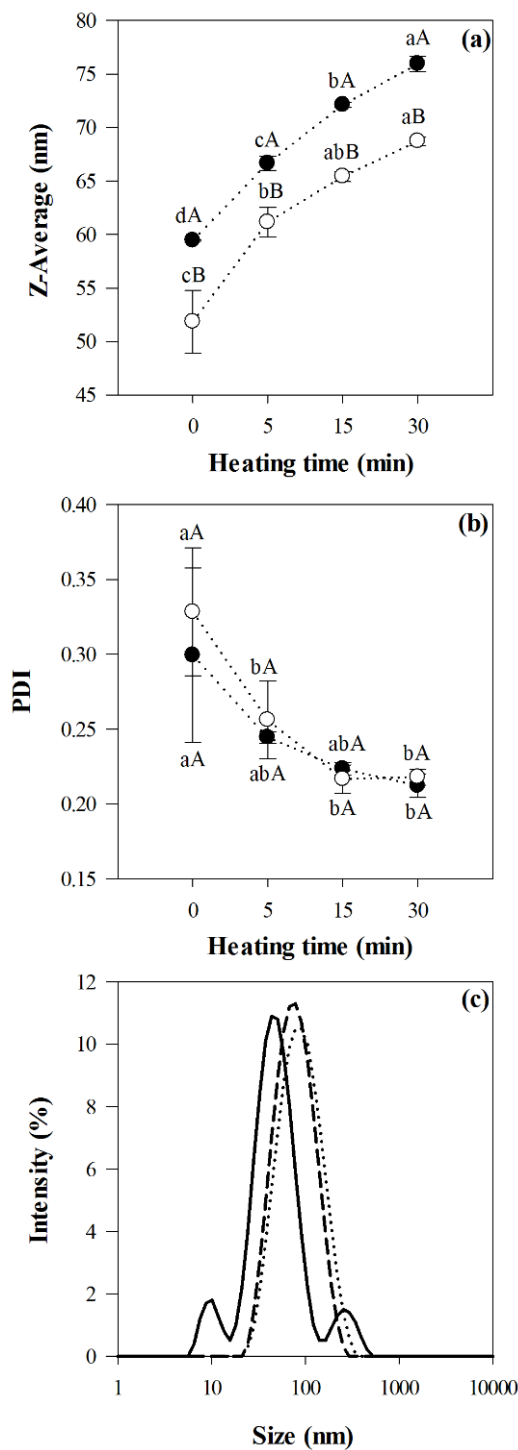 80
(a)
aA
75
bA
70
cA
aB
abB
65
bB
60
dA
55
cB
50
45
Z-Average (nm)
0 5 15 30
Heating time (min)
0.40
(b)
aA
0.35
0.30
bA
0.25
aA
abA
abA
bA
0.20
bA
bA
0.15
PDI
0 5 15 30
Heating time (min)
12
(c)
10
8
6
4
2
0
Intensity (%)
1 10 100 1000 10000
Size (nm)